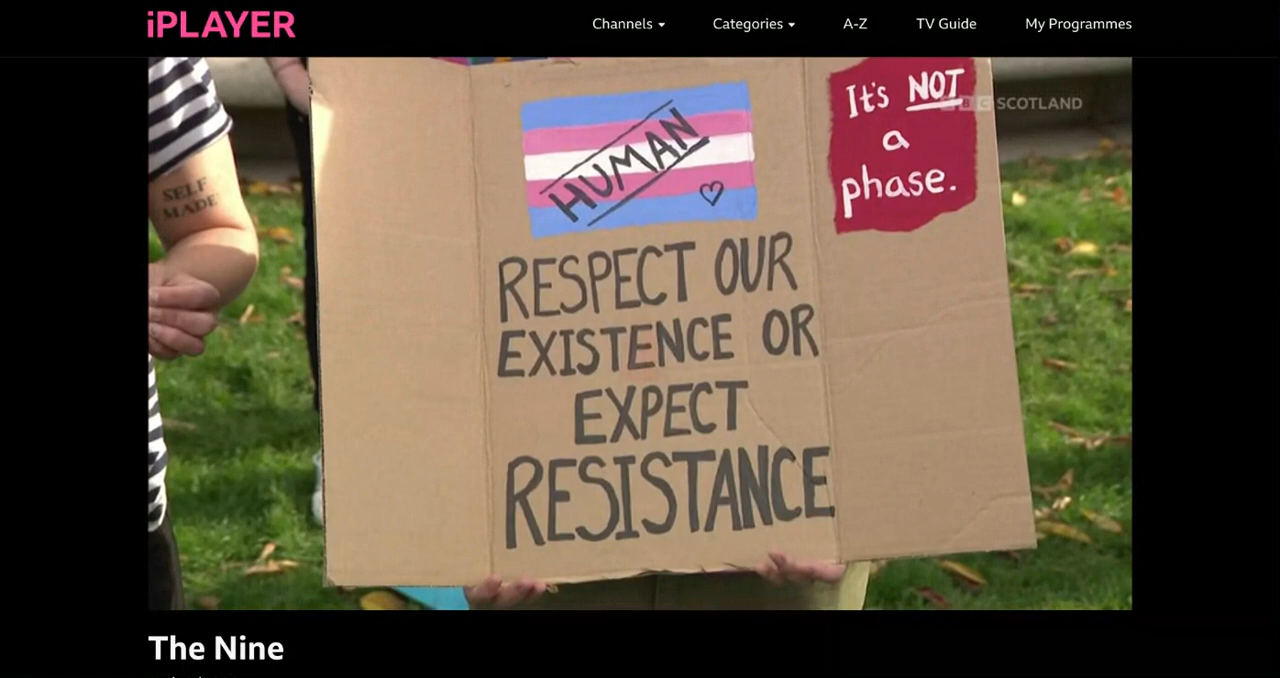 iPLAYER
Channels
Categories
A-Z
TV Guide
My Programmes
SCOTLAND
SELF
MADE
HUMAN
It's NOT
a
phase.
RESPECT OUR
EXISTENCE OR
EXPECT
RESISTANCE
The Nine